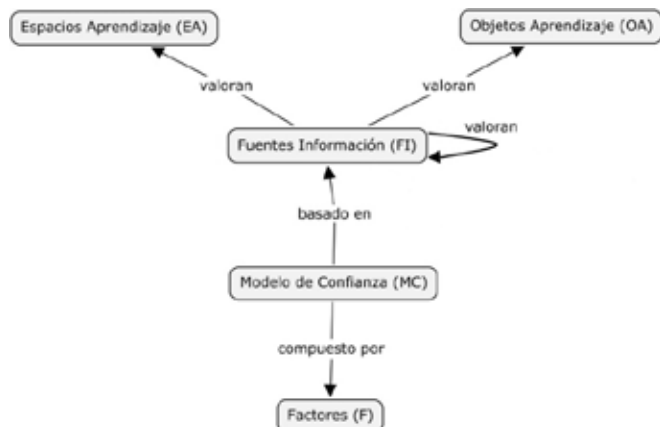 Espacios Aprendizaje (EA)
Objetos Aprendizaje (OA)
valoran
valoran
valoran
Fuentes Información (FI)
basado en
Modelo de Confianza (MC)
compuesto por
Factores (F)